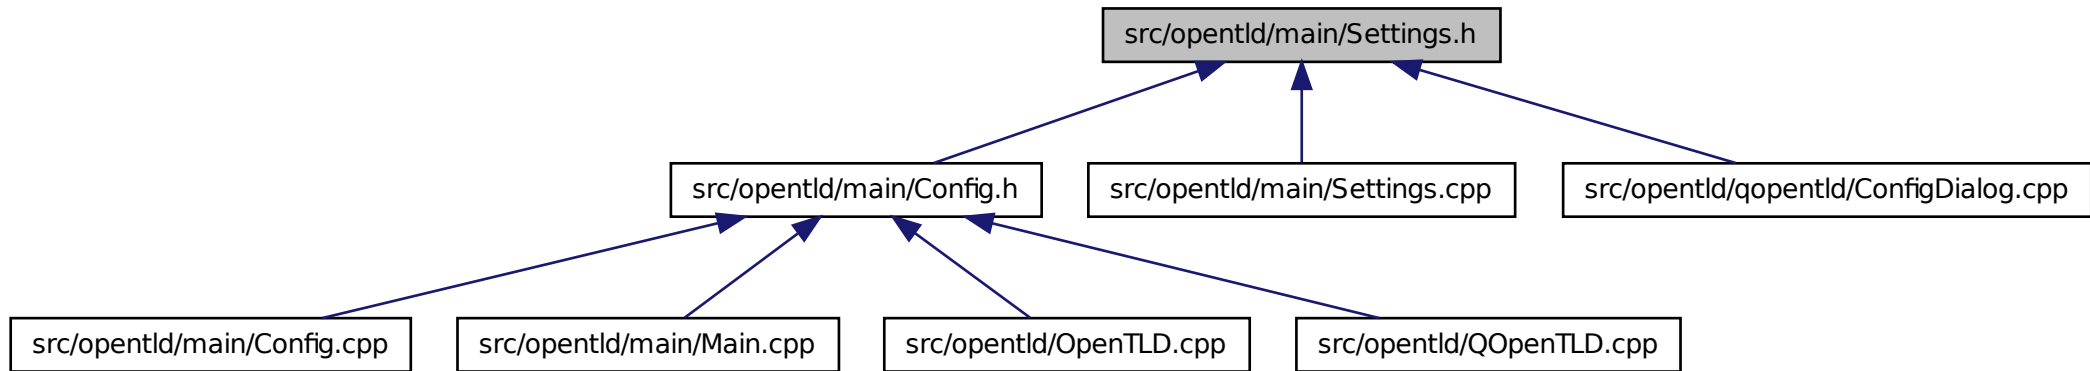 src/opentld/main/Settings.h
src/opentld/main/Config.h
src/opentld/main/Settings.cpp
src/opentld/qopentld/ConfigDialog.cpp
src/opentld/main/Config.cpp
src/opentld/main/Main.cpp
src/opentld/OpenTLD.cpp
src/opentld/QOpenTLD.cpp